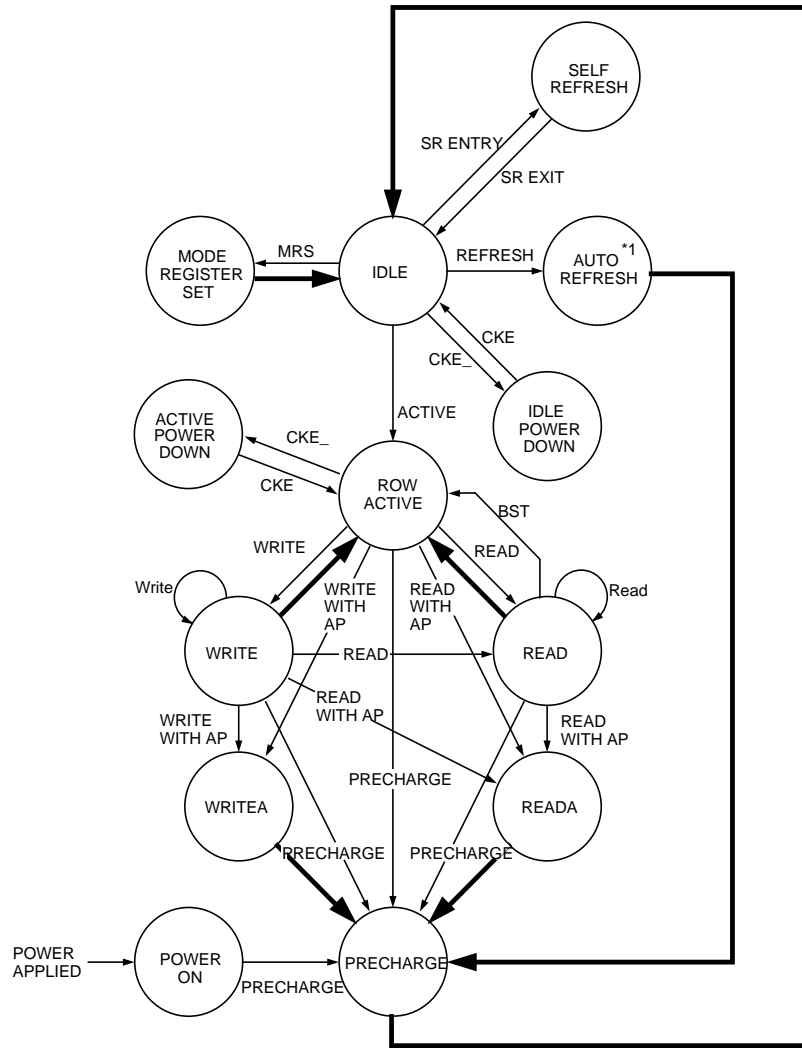 SELF
REFRESH
SR ENTRY
SR EXIT
MODE
REGISTER
SET
MRS
IDLE
REFRESH
AUTO *1
REFRESH
CKE
CKE_
ACTIVE
IDLE
POWER
DOWN
ACTIVE
POWER
DOWN
CKE_
CKE
ROW
ACTIVE
BST
WRITE
READ
Write
WRITE
WITH
AP
READ
WITH
AP
Read
WRITE
READ
READ
WRITE
WITH AP
READ
WITH AP
READ
WITH AP
WRITEA
PRECHARGE
READA
PRECHARGE
PRECHARGE
POWER
APPLIED
POWER
ON
PRECHARGE
PRECHARGE